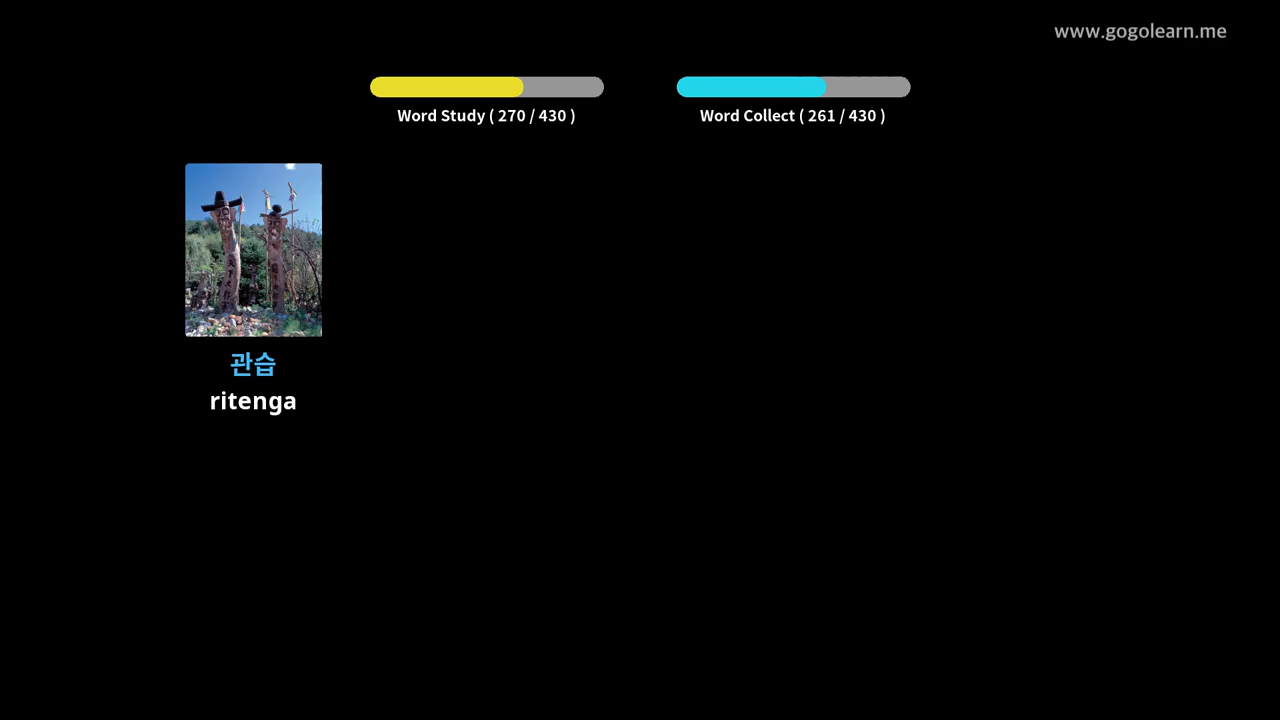 www.gogolearn.me
Word Study ( 270 / 430 )
Word Collect ( 261 / 430 )
관습
ritenga